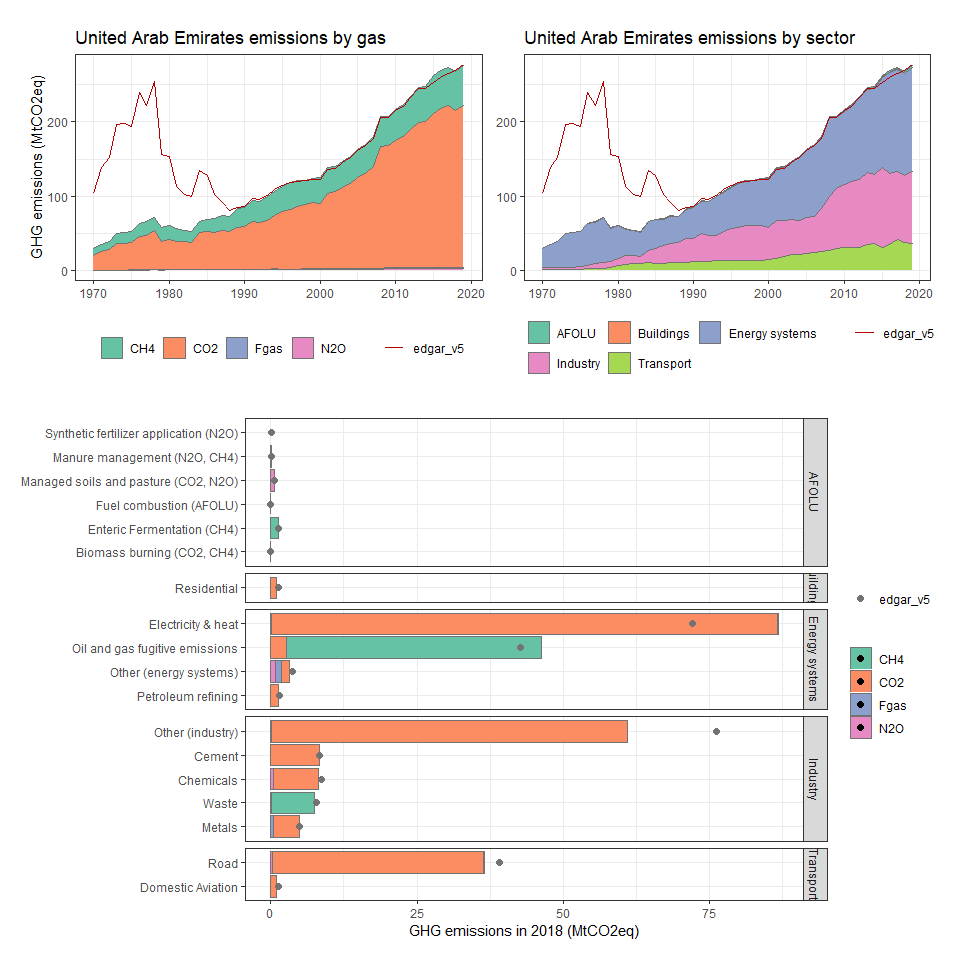 United Arab Emirates emissions by gas
GHG emissions (MtCO2eq)
200
100
0
1970 1980 1990 2000 2010 2020
CH4 CO2 Fgas N2O edgar_v5
United Arab Emirates emissions by sector
200
100
0
1970 1980 1990 2000 2010 2020
AFOLU Buildings Energy systems edgar_v5
Industry Transport
Synthetic fertilizer application (N2O)
Manure management (N2O, CH4)
Managed soils and pasture (CO2, N2O)
Fuel combustion (AFOLU)
Enteric Fermentation (CH4)
Biomass burning (CO2, CH4)
AFOLU
Residential
uilding
Electricity & heat
Oil and gas fugitive emissions
Other (energy systems)
Petroleum refining
Energy systems
Other (industry)
Cement
Chemicals
Waste
Metals
Industry
Road
Domestic Aviation
Transport
0 25 50 75
GHG emissions in 2018 (MtCO2eq)
edgar_v5
CH4
CO2
Fgas
N2O